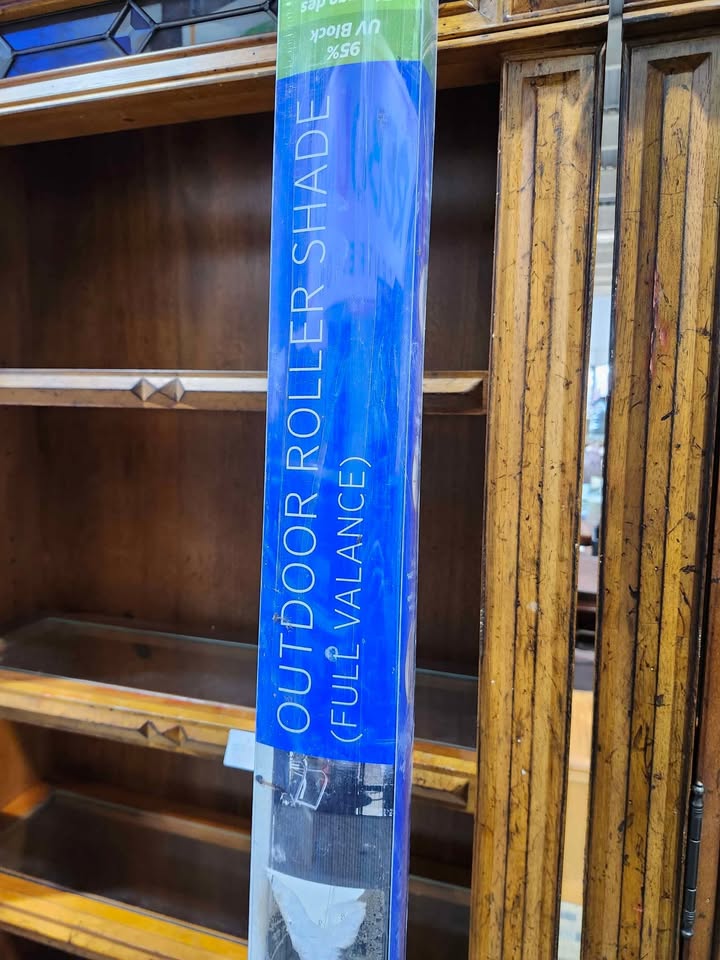 95%
UV Block
OUTDOOR ROLLER SHADE
(FULL VALANCE)